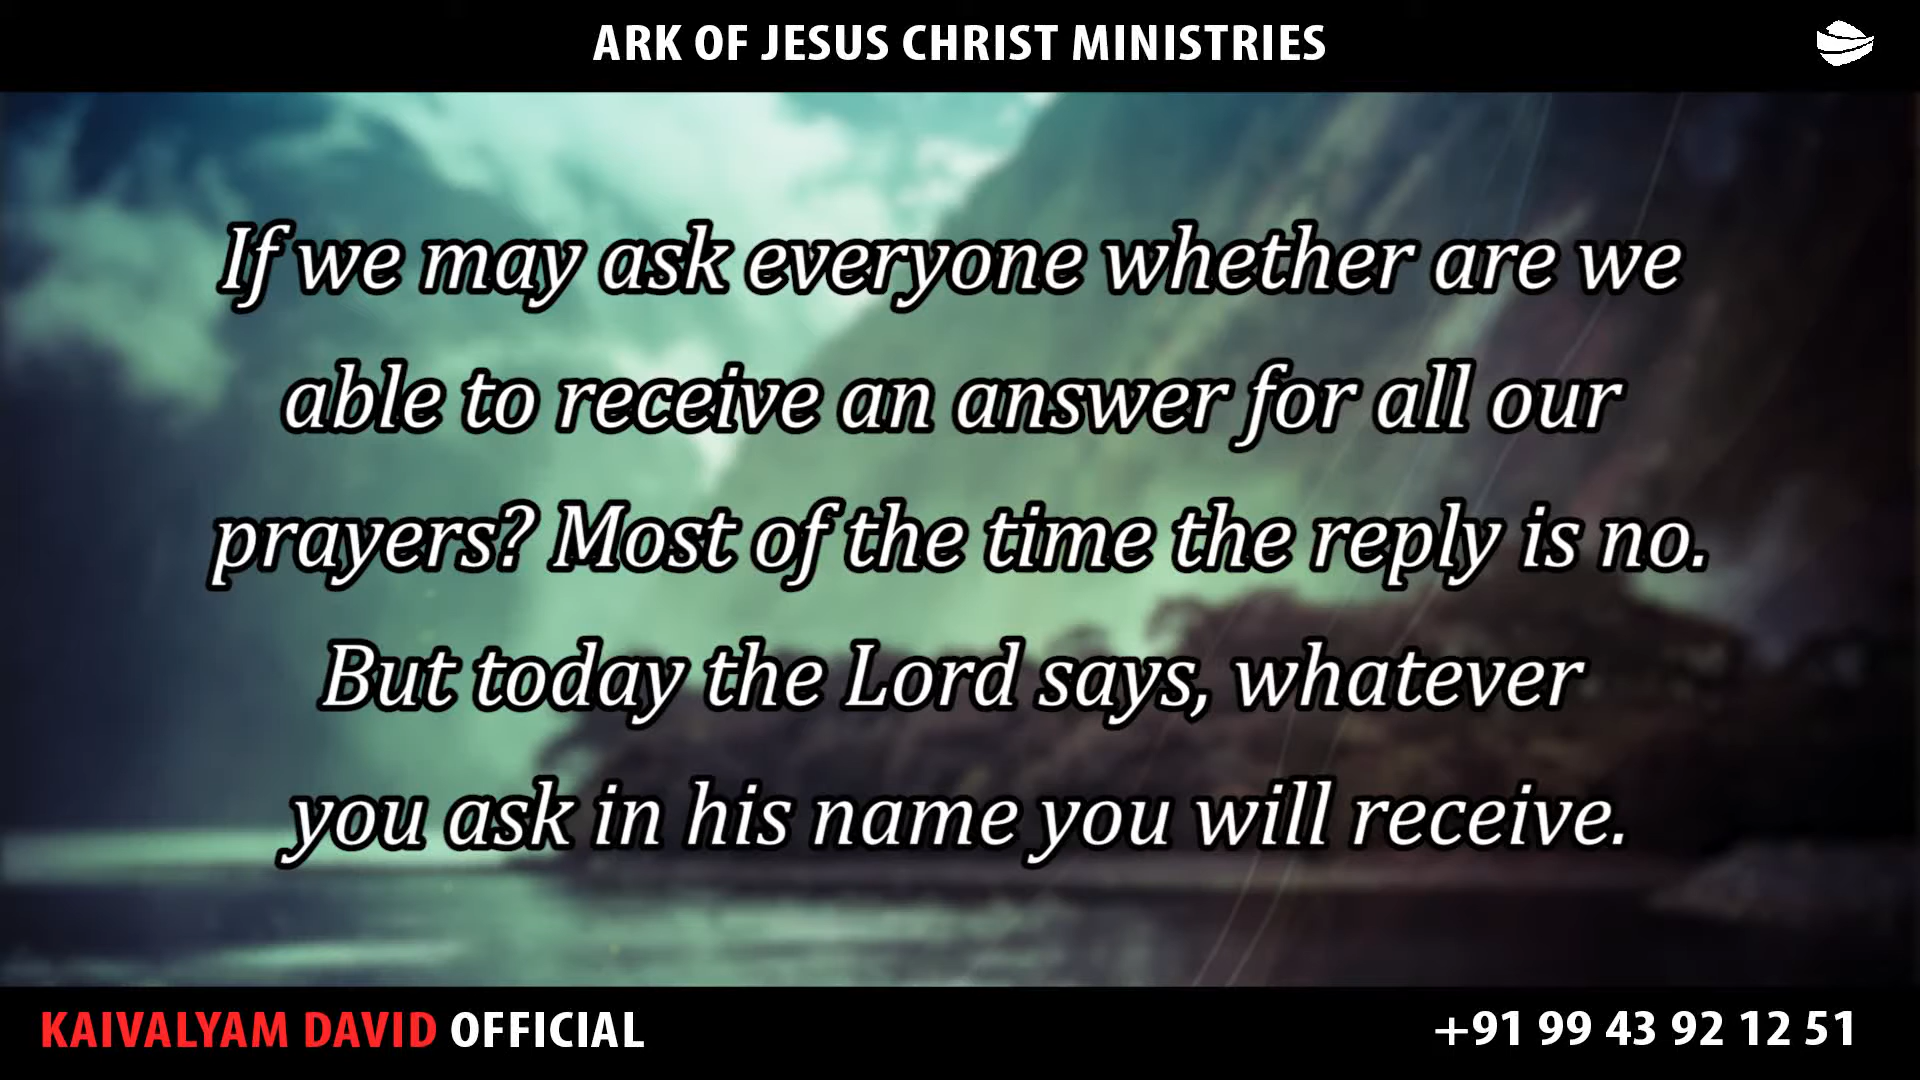 ARK OF JESUS CHRIST MINISTRIES
If we may ask everyone whether are we
able to receive an answer for all our
prayers? Most of the time the reply is no.
But today the Lord says, whatever
you ask in his name you will receive.
KAIVALYAM DAVID OFFICIAL
+91 99 43 92 12 51